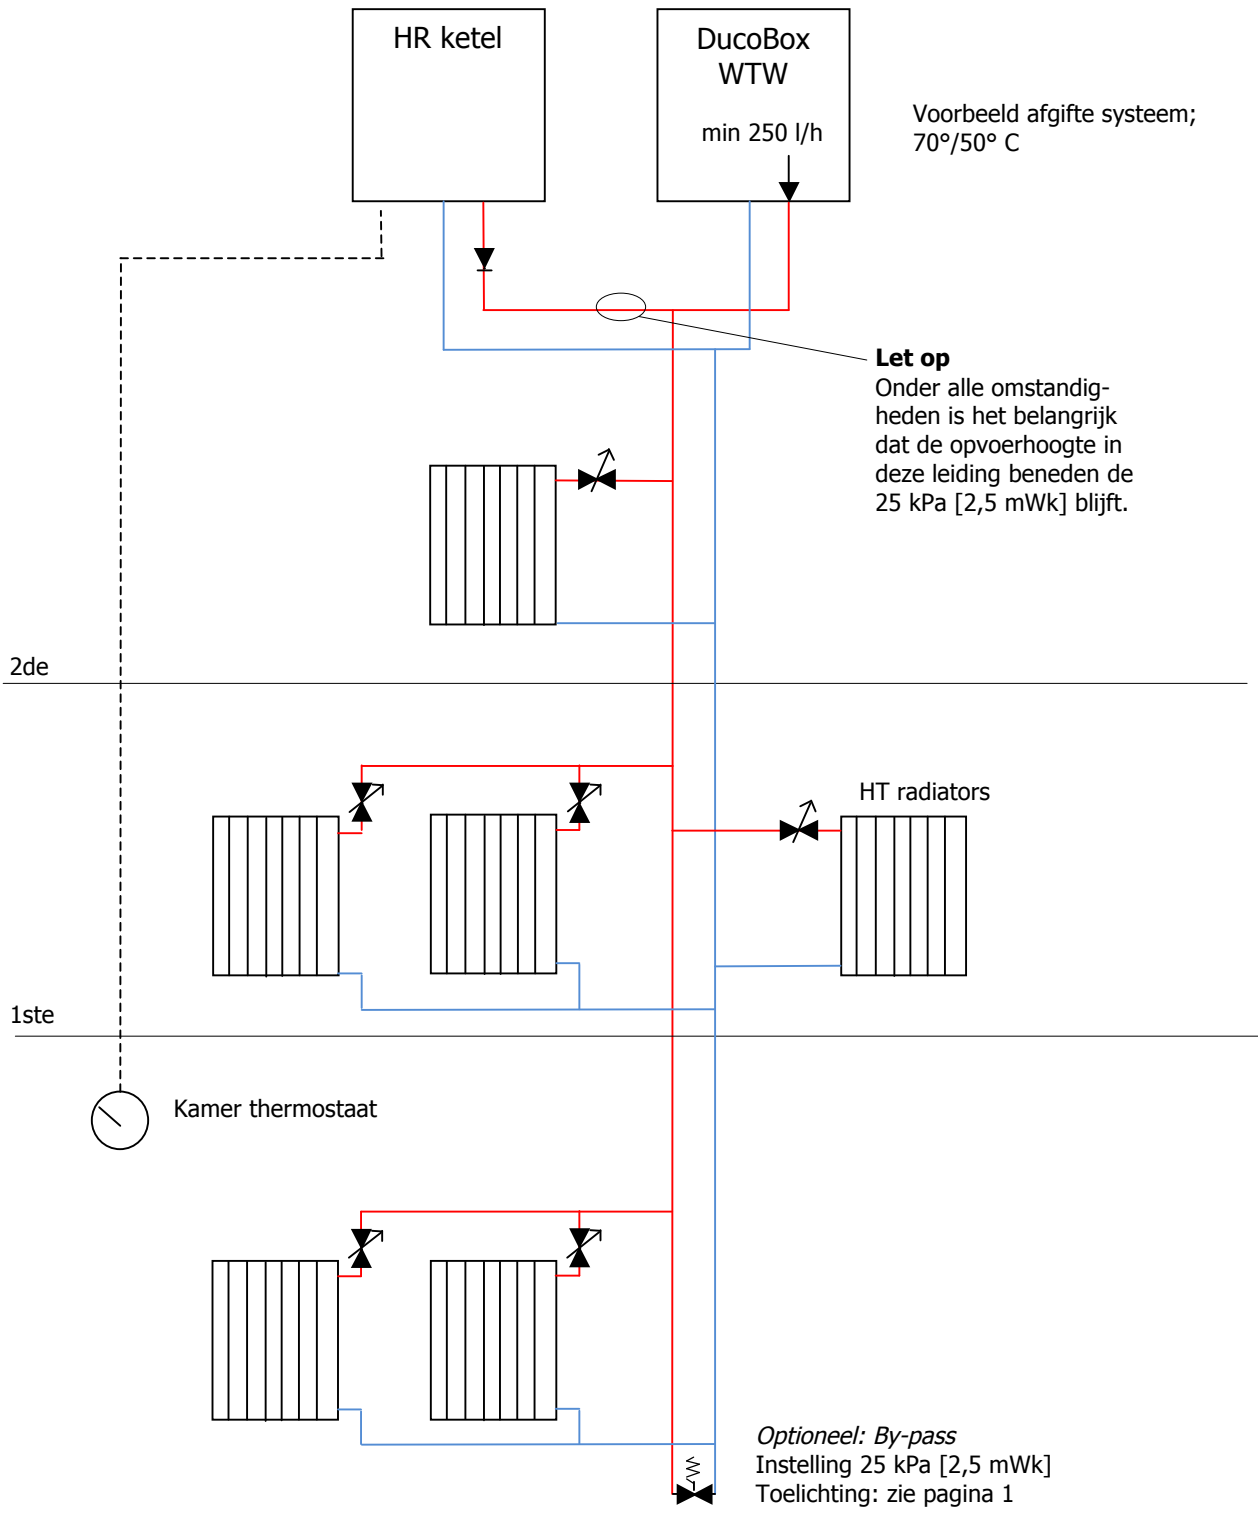 HR ketel
DucoBox
WTW
min 250 l/h
Voorbeeld afgifte systeem;
70°/50° C
Let op
Onder alle omstandig-
heden is het belangrijk
dat de opvoerhoogte in
deze leiding beneden de
25 kPa [2,5 mWk] blijft.
2de
HT radiators
1ste
Kamer thermostaat
Optioneel: By-pass
Instelling 25 kPa [2,5 mWk]
Toelichting: zie pagina 1